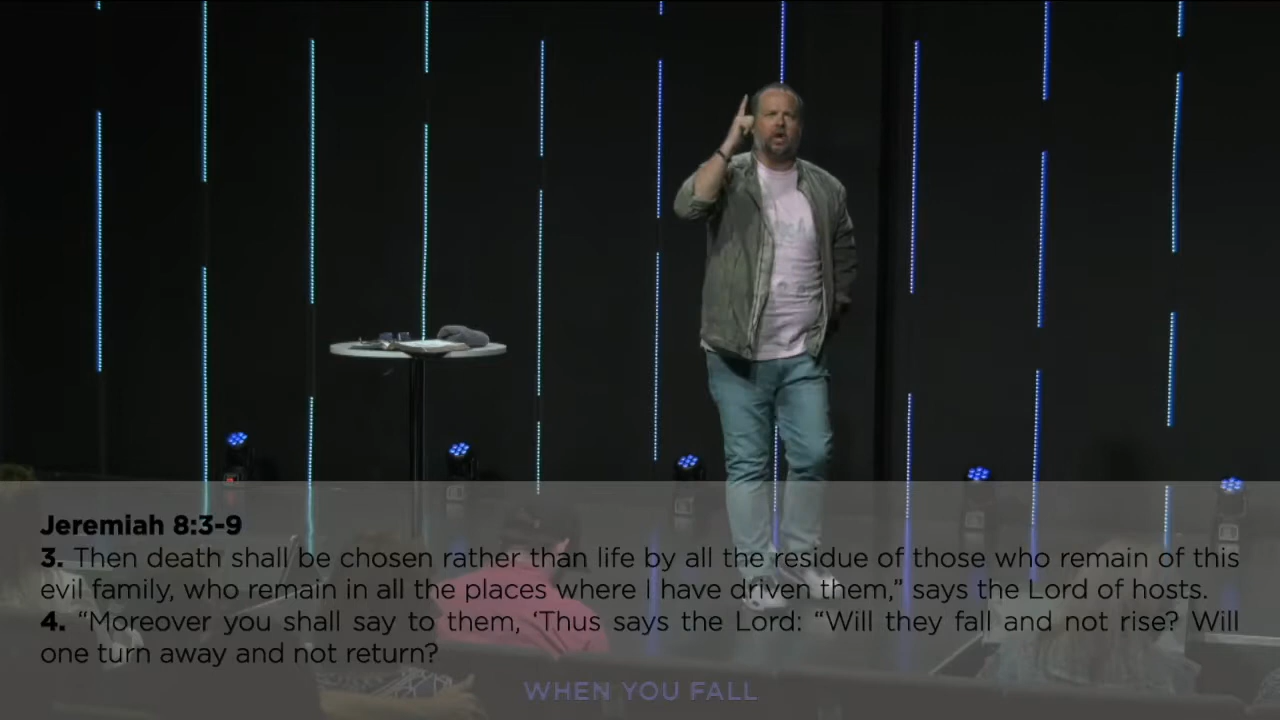 Jeremiah 8:3-9
3. Then death shall be chosen rather than life by all the residue of those who remain of this
evil family, who remain in all the places where I have driven them,” says the Lord of hosts.
4. “Moreover you shall say to them, ‘Thus says the Lord: “Will they fall and not rise? Will
one turn away and not return?
WHEN YOU FALL